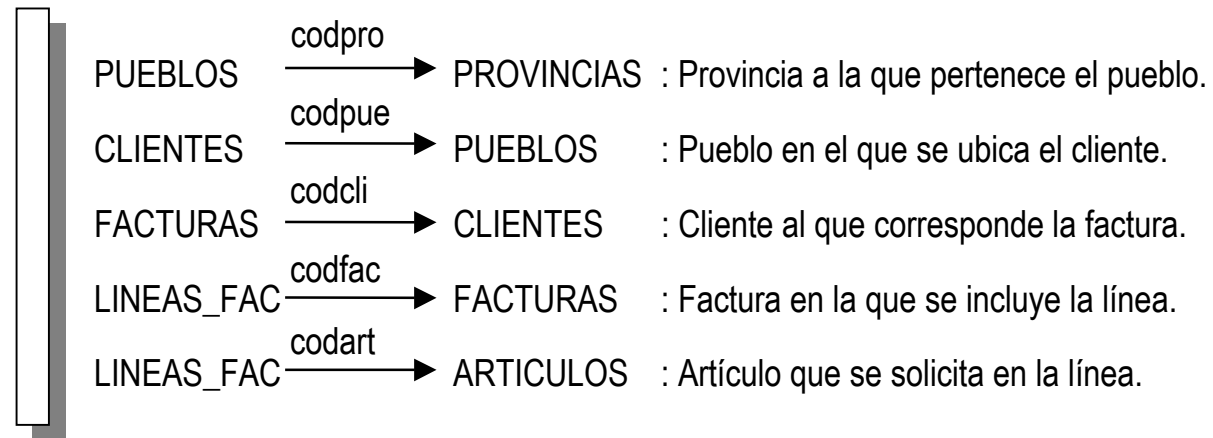 codpro
PUEBLOS PROVINCIAS : Provincia a la que pertenece el pueblo.
codpue
CLIENTES PUEBLOS : Pueblo en el que se ubica el cliente.
codcli
FACTURAS CLIENTES : Cliente al que corresponde la factura.
codfac
LINEAS_FAC FACTURAS : Factura en la que se incluye la línea.
codart
LINEAS_FAC ARTICULOS : Artículo que se solicita en la línea.